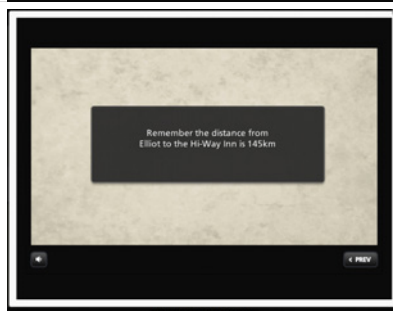 Remember the distance from
Elliot to the Hi-Way Inn is 145km
< PREV